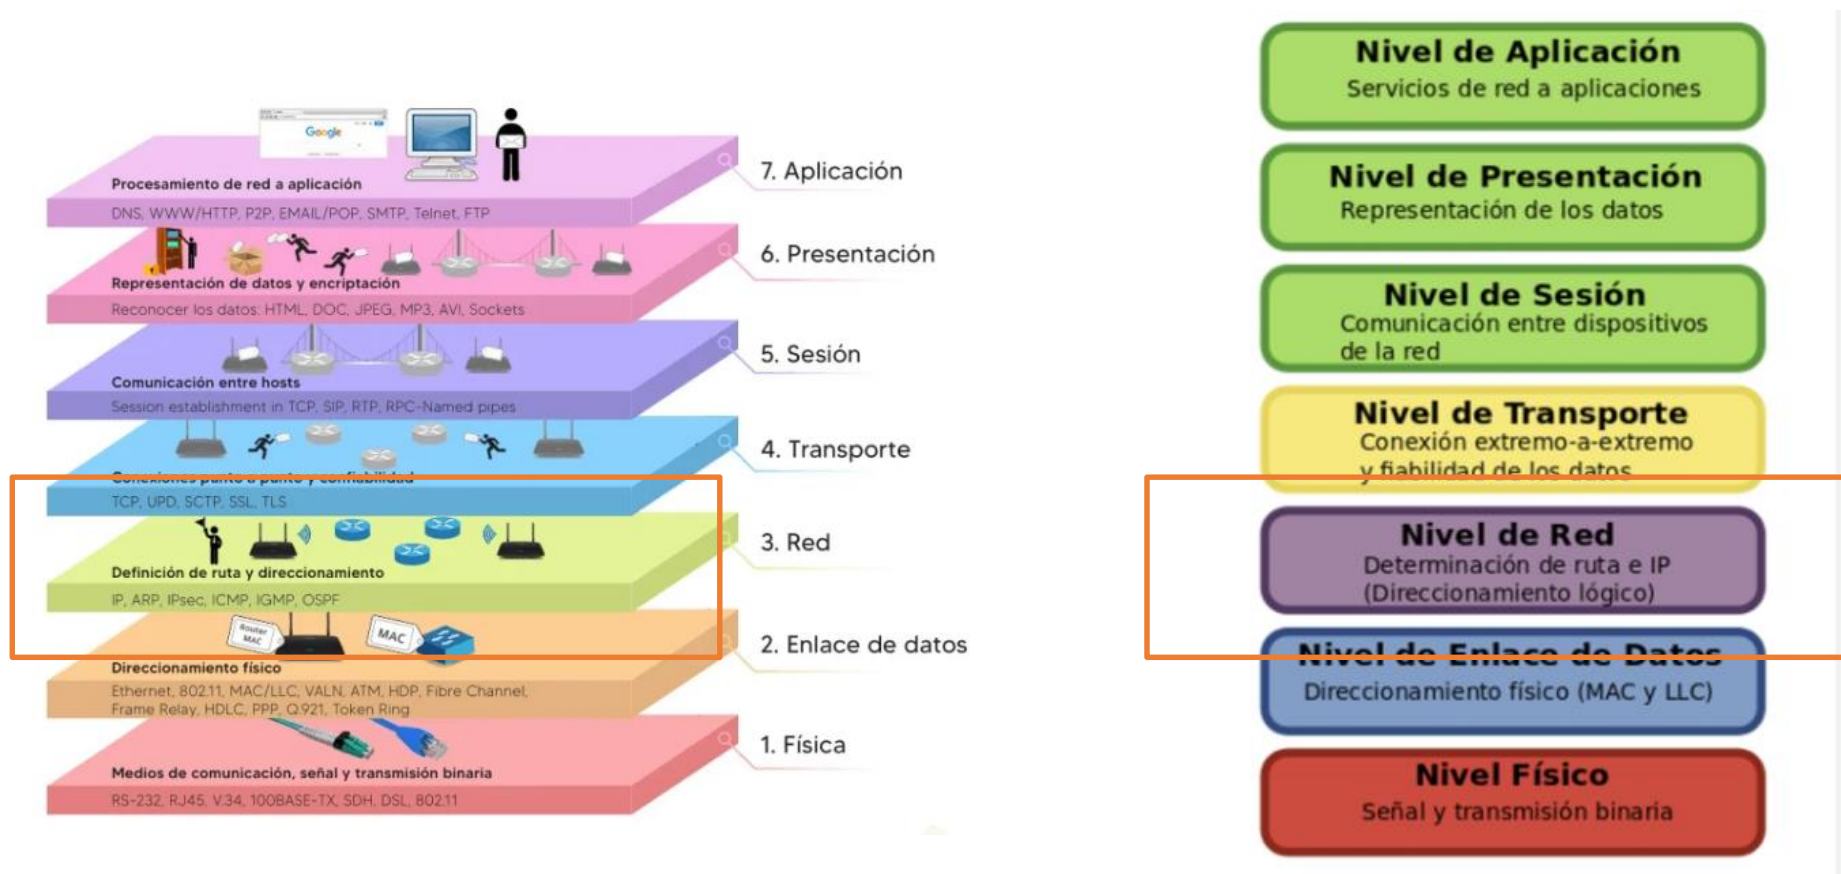 Google
Procesamiento de red a aplicación
DNS, WWW/HTTP, P2P, EMAIL/POP, SMTP, Telnet, FTP
7. Aplicación
Representación de datos y encriptación
Reconocer los datos: HTML, DOC, JPEG, MP3, AVI, Sockets
6. Presentación
Comunicación entre hosts
Session establishment in TCP, SIP, RTP, RPC-Named pipes
5. Sesión
Conexiones punto a punto y confiabilidad
TCP, UPD, SCTP, SSL, TLS
4. Transporte
Definición de ruta y direccionamiento
IP, ARP, IPsec, ICMP, IGMP, OSPF
3. Red
Router
MAC
MAC
Direccionamiento físico
Ethernet, 802.11, MAC/LLC, VALN, ATM, HDP, Fibre Channel,
Frame Relay, HDLC, PPP, Q.921, Token Ring
2. Enlace de datos
Medios de comunicación, señal y transmisión binaria
RS-232, RJ45, V.34, 100BASE-TX, SDH, DSL, 802.11
1. Física
Nivel de Aplicación
Servicios de red a aplicaciones
Nivel de Presentación
Representación de los datos
Nivel de Sesión
Comunicación entre dispositivos
de la red
Nivel de Transporte
Conexión extremo-a-extremo
y fiabilidad de los datos
Nivel de Red
Determinación de ruta e IP
(Direccionamiento lógico)
Nivel de Enlace de Datos
Direccionamiento físico (MAC y LLC)
Nivel Físico
Señal y transmisión binaria